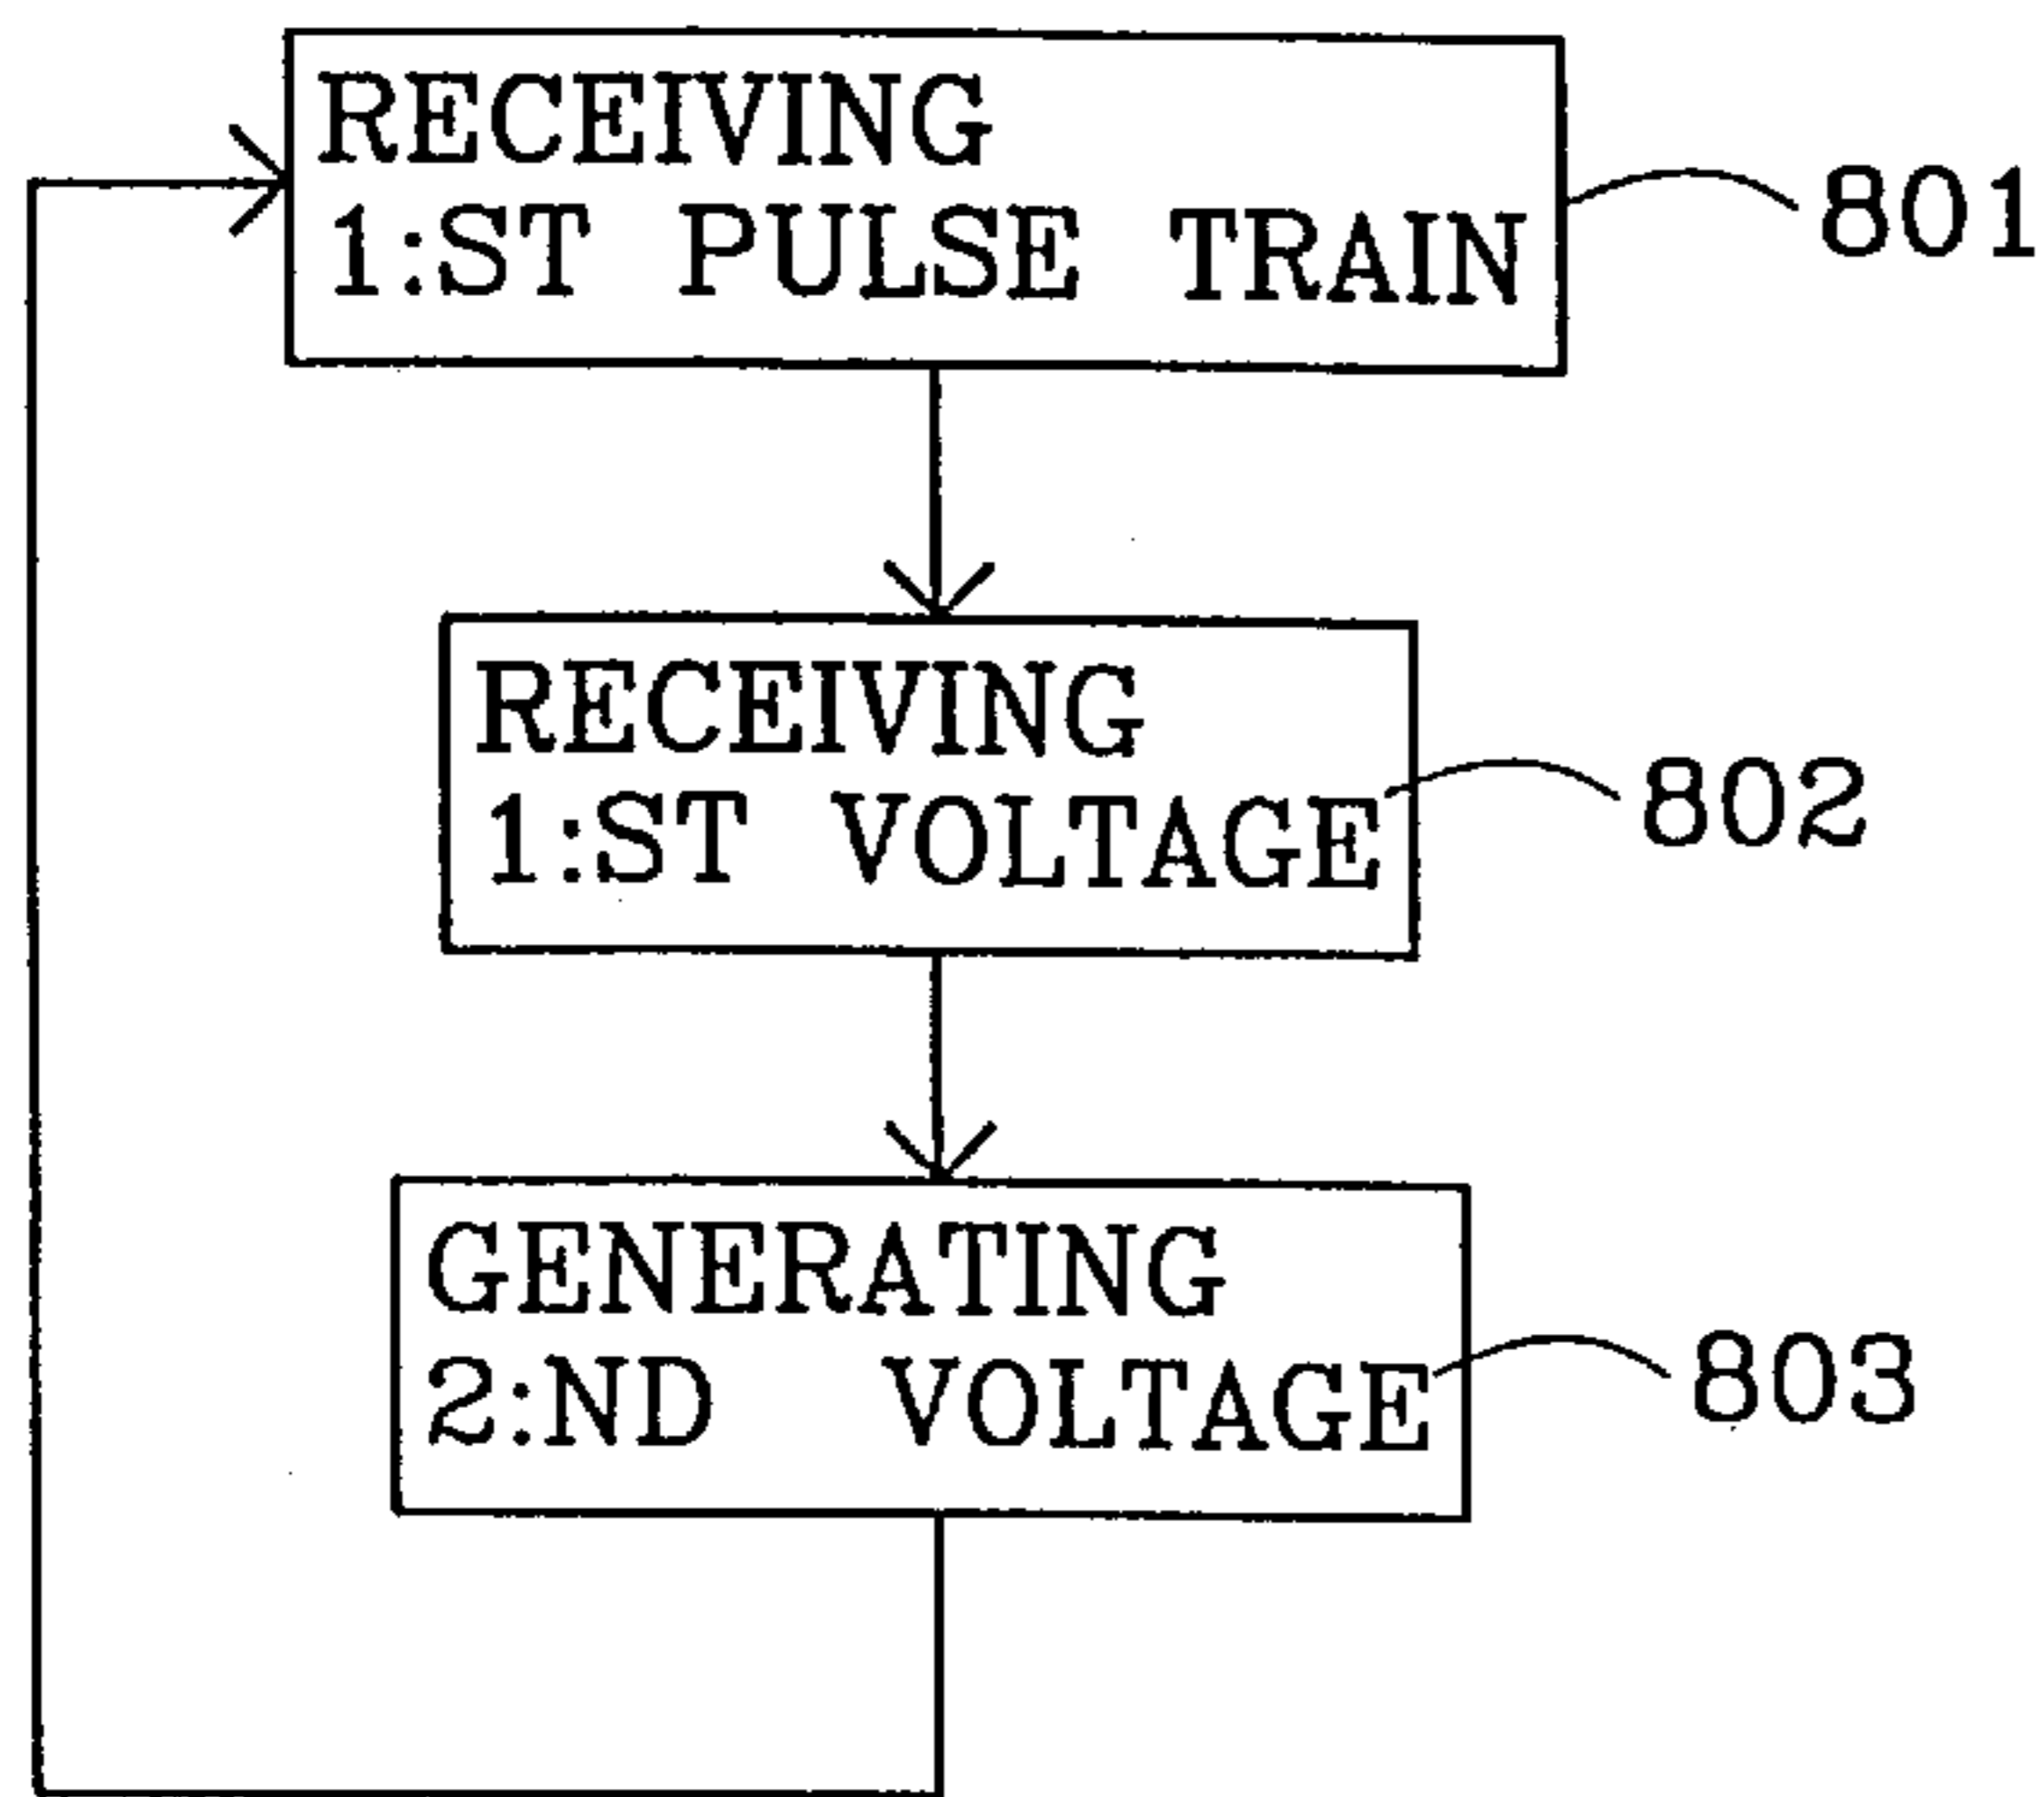 RECEIVING
1:ST PULSE TRAIN
801
RECEIVING
1:ST VOLTAGE
802
GENERATING
2:ND VOLTAGE
803